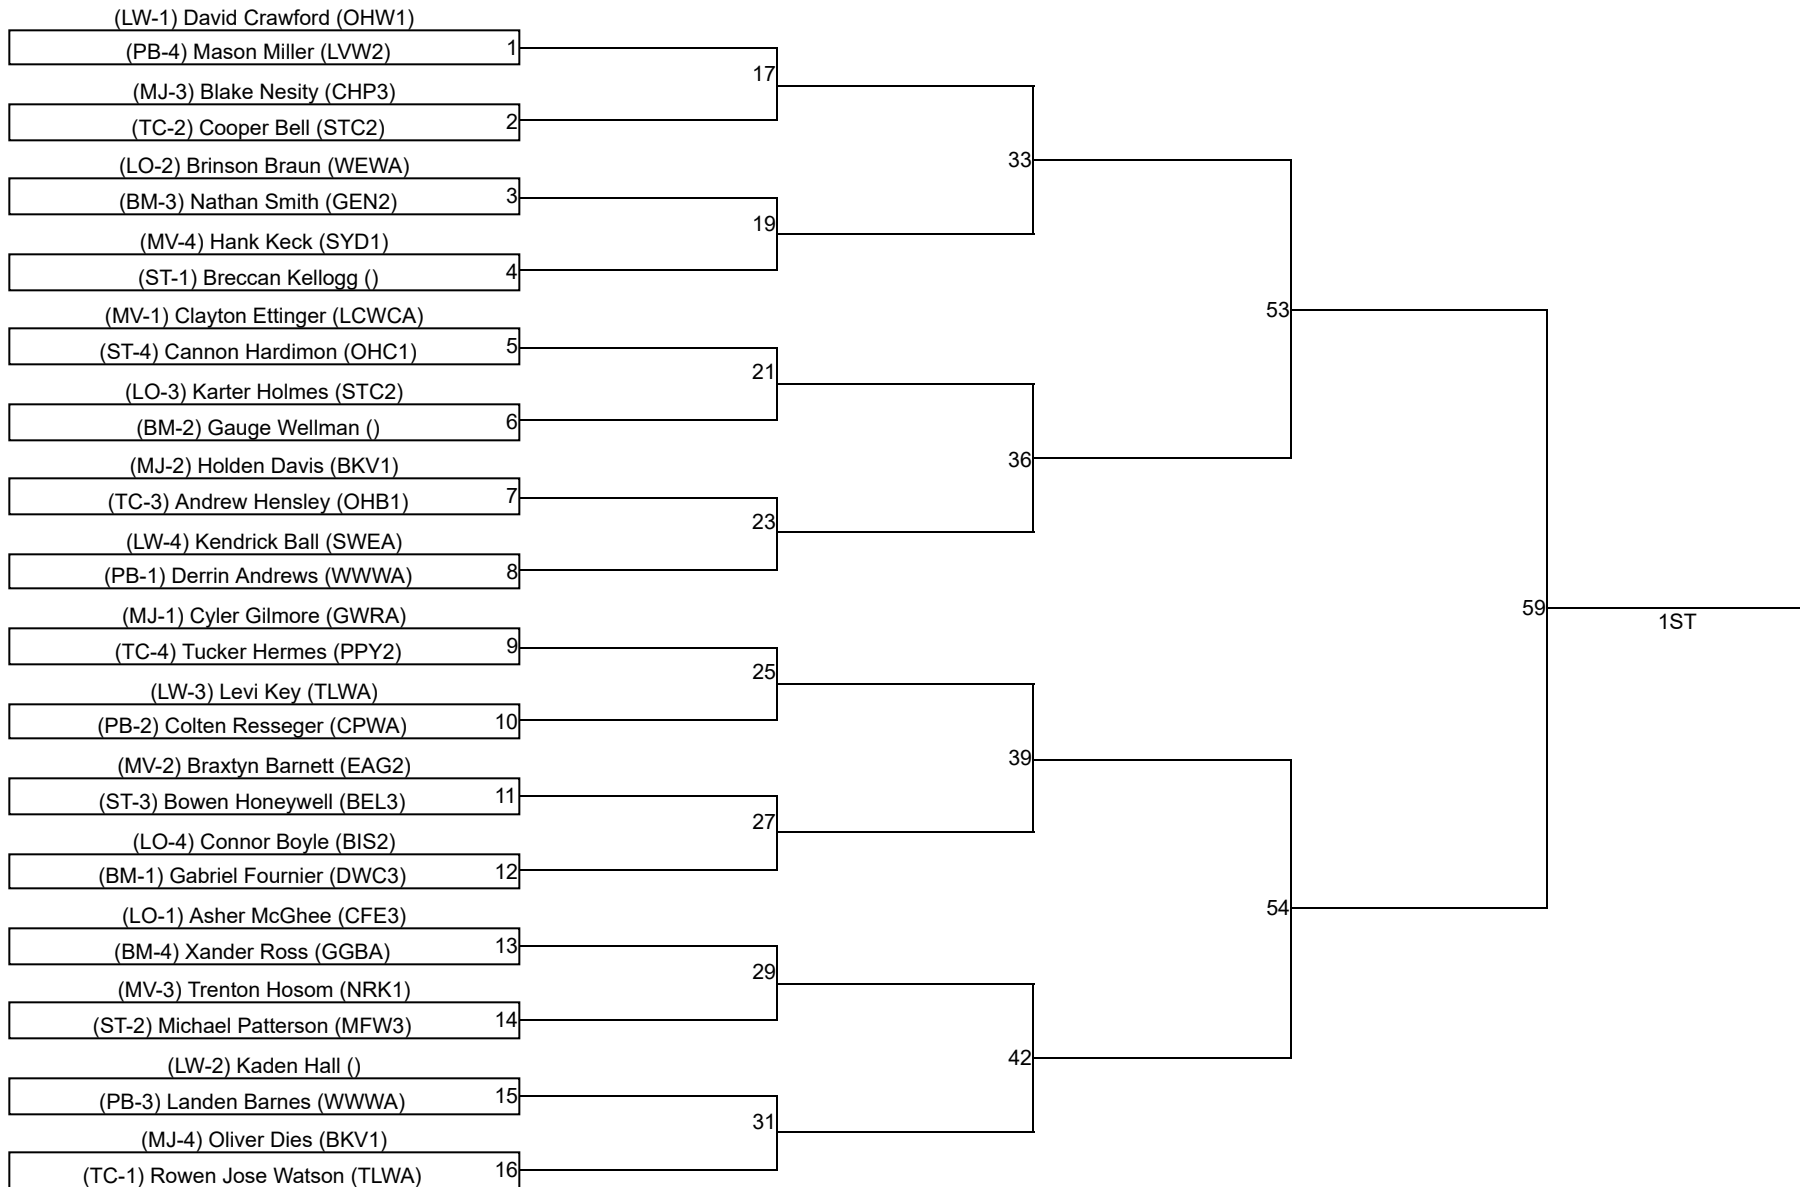 (LW-1) David Crawford (OHW1)
(PB-4) Mason Miller (LVW2)
1
17
(MJ-3) Blake Nesity (CHP3)
(TC-2) Cooper Bell (STC2)
2
33
(LO-2) Brinson Braun (WEWA)
(BM-3) Nathan Smith (GEN2)
3
19
(MV-4) Hank Keck (SYD1)
(ST-1) Breccan Kellogg ()
4
53
(MV-1) Clayton Ettinger (LCWCA)
(ST-4) Cannon Hardimon (OHC1)
5
21
(LO-3) Karter Holmes (STC2)
(BM-2) Gauge Wellman ()
6
36
(MJ-2) Holden Davis (BKV1)
(TC-3) Andrew Hensley (OHB1)
7
23
(LW-4) Kendrick Ball (SWEA)
(PB-1) Derrin Andrews (WWWA)
8
59
1ST
(MJ-1) Cyler Gilmore (GWRA)
(TC-4) Tucker Hermes (PPY2)
9
25
(LW-3) Levi Key (TLWA)
(PB-2) Colten Resseger (CPWA)
10
39
(MV-2) Braxtyn Barnett (EAG2)
(ST-3) Bowen Honeywell (BEL3)
11
27
(LO-4) Connor Boyle (BIS2)
(BM-1) Gabriel Fournier (DWC3)
12
54
(LO-1) Asher McGhee (CFE3)
(BM-4) Xander Ross (GGBA)
13
29
(MV-3) Trenton Hosom (NRK1)
(ST-2) Michael Patterson (MFW3)
14
42
(LW-2) Kaden Hall ()
(PB-3) Landen Barnes (WWWA)
15
31
(MJ-4) Oliver Dies (BKV1)
(TC-1) Rowen Jose Watson (TLWA)
16